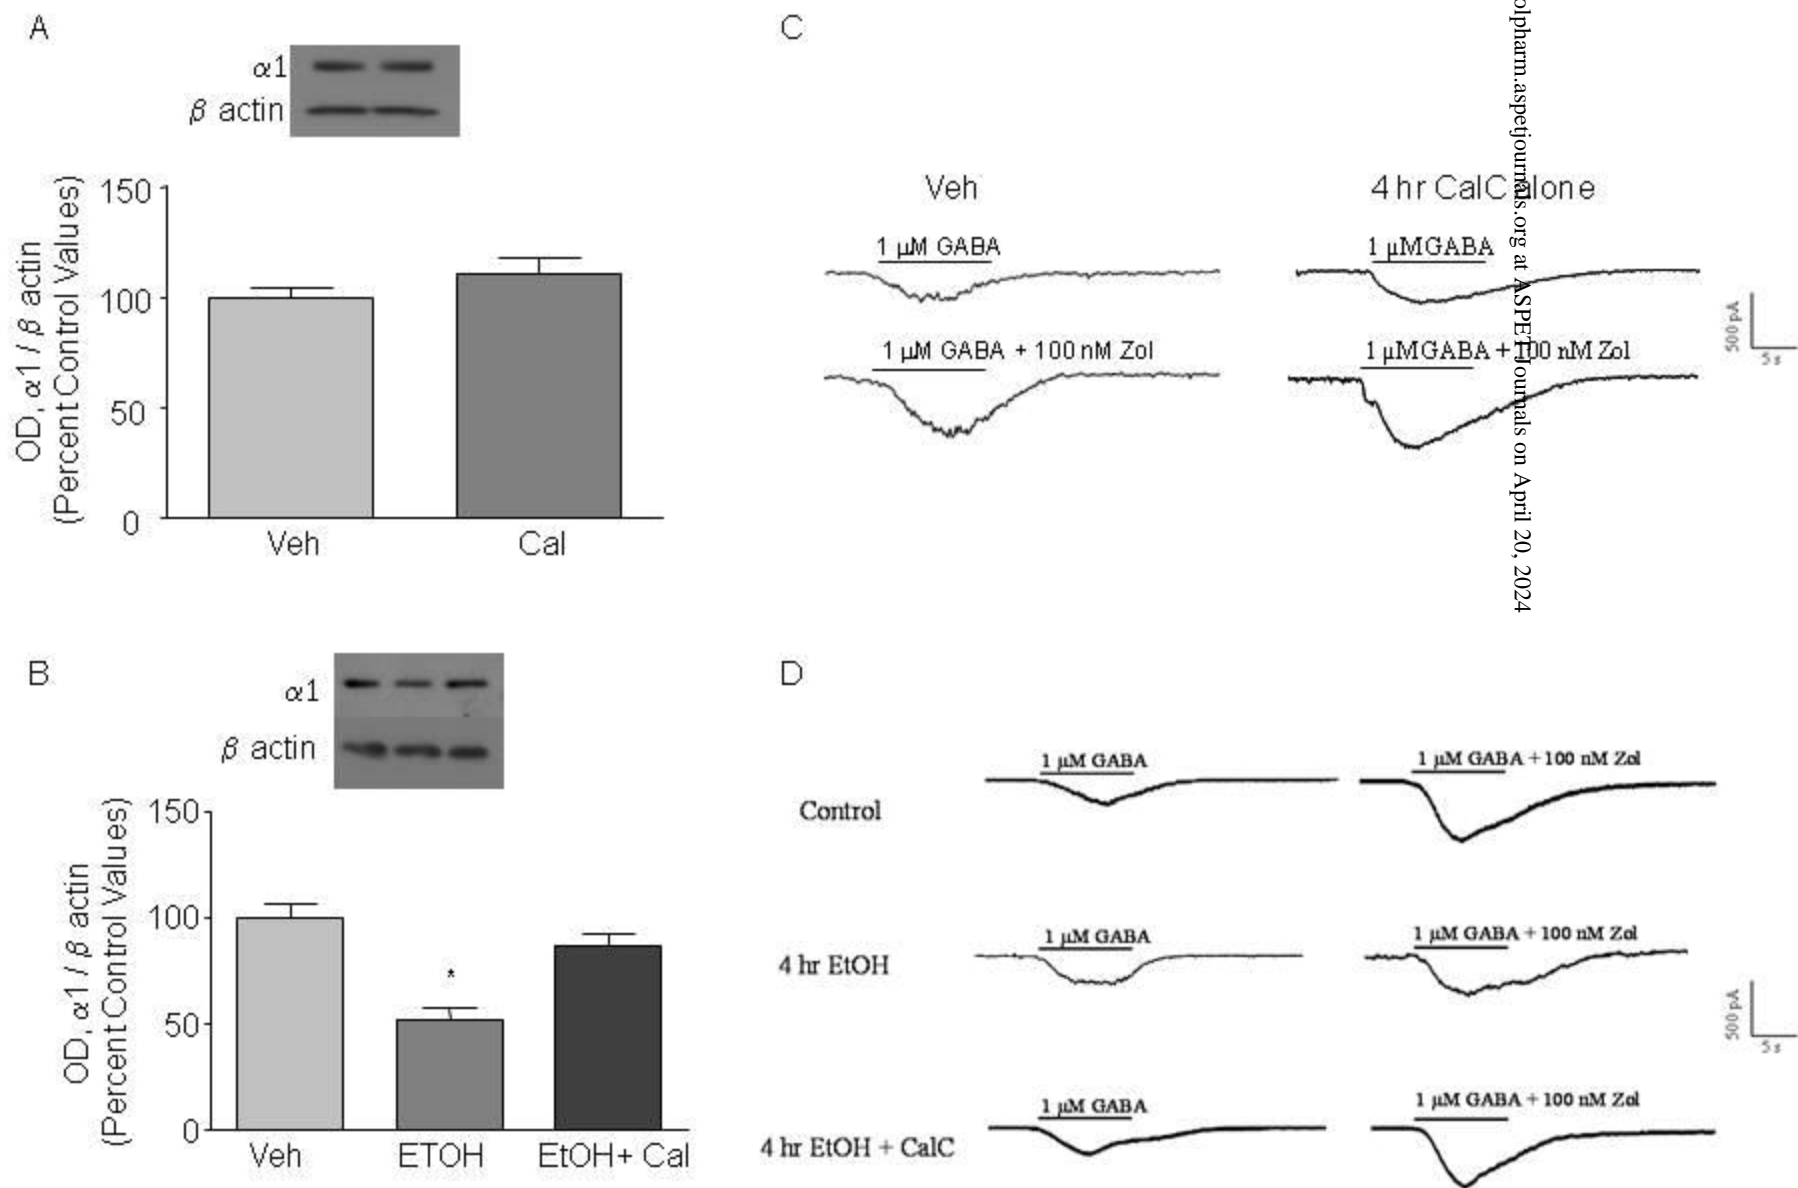 A
α1
β actin
OD, α1 / β actin
(Percent Control Values)
150
100
50
0
Veh
Cal
B
α1
β actin
OD, α1 / β actin
(Percent Control Values)
150
100
50
0
Veh
ETOH
EtOH+ Cal
*
C
Veh
1 µM GABA
1 µM GABA + 100 nM Zol
4 hr CalC alone
1 µM GABA
1 µM GABA + 100 nM Zol
500 pA
5 s
olpharm.aspetjournals.org at ASPET Journals on April 20, 2024
D
Control
1 µM GABA
1 µM GABA + 100 nM Zol
4 hr EtOH
1 µM GABA
1 µM GABA + 100 nM Zol
500 pA
5 s
4 hr EtOH + CalC
1 µM GABA
1 µM GABA + 100 nM Zol